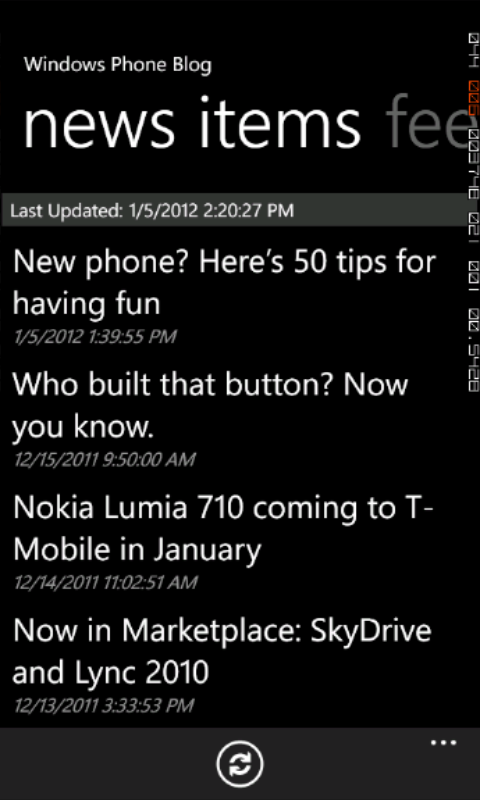 Windows Phone Blog
news items fee
Last Updated: 1/5/2012 2:20:27 PM
New phone? Here's 50 tips for
having fun
1/5/2012 1:39:55 PM
Who built that button? Now
you know.
12/15/2011 9:50:00 AM
Nokia Lumia 710 coming to T-
Mobile in January
12/14/2011 11:02:51 AM
Now in Marketplace: SkyDrive
and Lync 2010
12/13/2011 3:33:53 PM